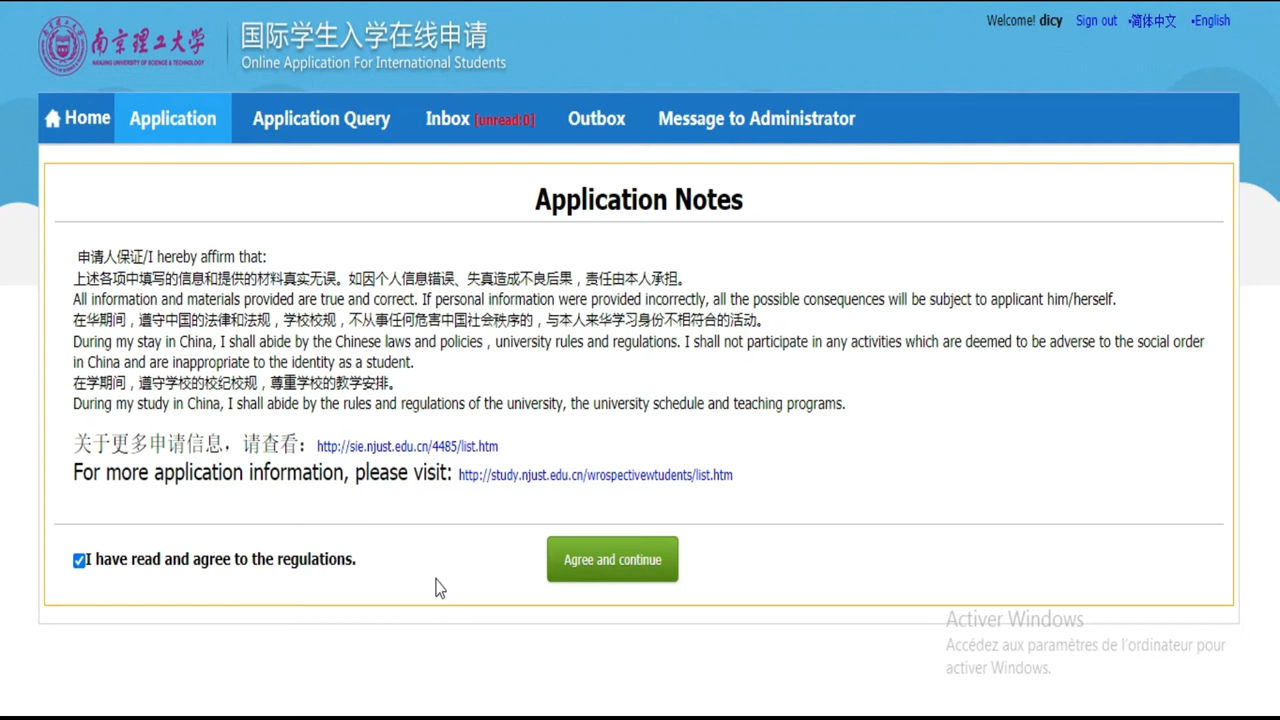 南京理工大学
NANJING UNIVERSITY OF SCIENCE & TECHNOLOGY
国际学生入学在线申请
Online Application For International Students
Welcome! dicy Sign out •简体中文 •English
Home Application Application Query Inbox [unread:0] Outbox Message to Administrator
Application Notes
申请人保证/I hereby affirm that:
上述各项中填写的信息和提供的材料真实无误。如因个人信息错误、失真造成不良后果，责任由本人承担。
All information and materials provided are true and correct. If personal information were provided incorrectly, all the possible consequences will be subject to applicant him/herself.
在华期间，遵守中国的法律和法规，学校校规，不从事任何危害中国社会秩序的，与本人来华学习身份不相符合的活动。
During my stay in China, I shall abide by the Chinese laws and policies , university rules and regulations. I shall not participate in any activities which are deemed to be adverse to the social order
in China and are inappropriate to the identity as a student.
在学期间，遵守学校的校纪校规，尊重学校的教学安排。
During my study in China, I shall abide by the rules and regulations of the university, the university schedule and teaching programs.
关于更多申请信息，请查看：http://sie.njust.edu.cn/4485/list.htm
For more application information, please visit: http://study.njust.edu.cn/wrospectivewtudents/list.htm
I have read and agree to the regulations.
Agree and continue
Activer Windows
Accédez aux paramètres de l'ordinateur pour
activer Windows.